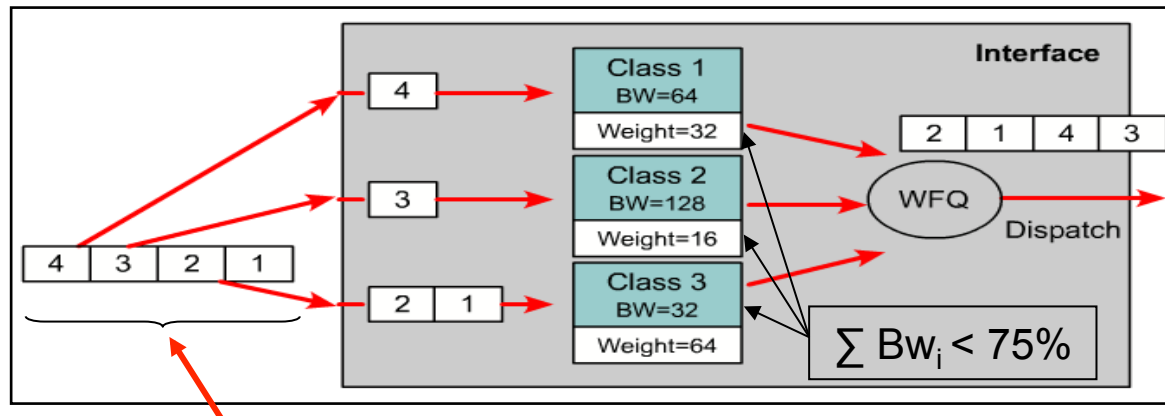 Interface
4
Class 1
BW=64
Weight=32
2 1 4 3
3
Class 2
BW=128
Weight=16
WFQ
Dispatch
4 3 2 1
2 1
Class 3
BW=32
Weight=64
∑ Bwᵢ < 75%